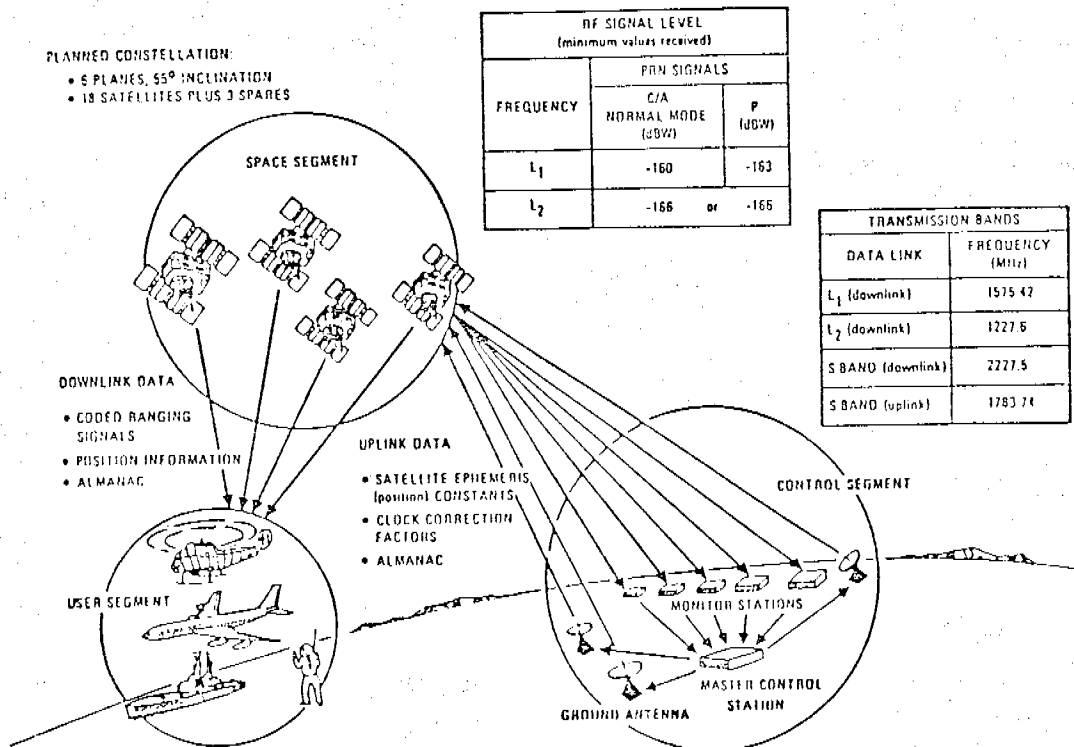 PLANNED CONSTELLATION:
• 6 PLANES, 55º INCLINATION
• 18 SATELLITES PLUS 3 SPARES
RF SIGNAL LEVEL
(minimum values received)
FREQUENCY
PRN SIGNALS
C/A
NORMAL MODE
(dBW)
P
(dBW)
L1 -160 -163
L2 -166 or -166
SPACE SEGMENT
TRANSMISSION BANDS
DATA LINK
FREQUENCY
(MHz)
L1 (downlink) 1575.42
L2 (downlink) 1227.6
S BAND (downlink) 2227.5
S BAND (uplink)
DOWNLINK DATA
• CODED RANGING
SIGNALS
• POSITION INFORMATION
• ALMANAC
UPLINK DATA
• SATELLITE EPHEMERIS
(position) CONSTANTS
• CLOCK CORRECTION
FACTORS
• ALMANAC
CONTROL SEGMENT
USER SEGMENT
MONITOR STATIONS
MASTER CONTROL
STATION
GROUND ANTENNA